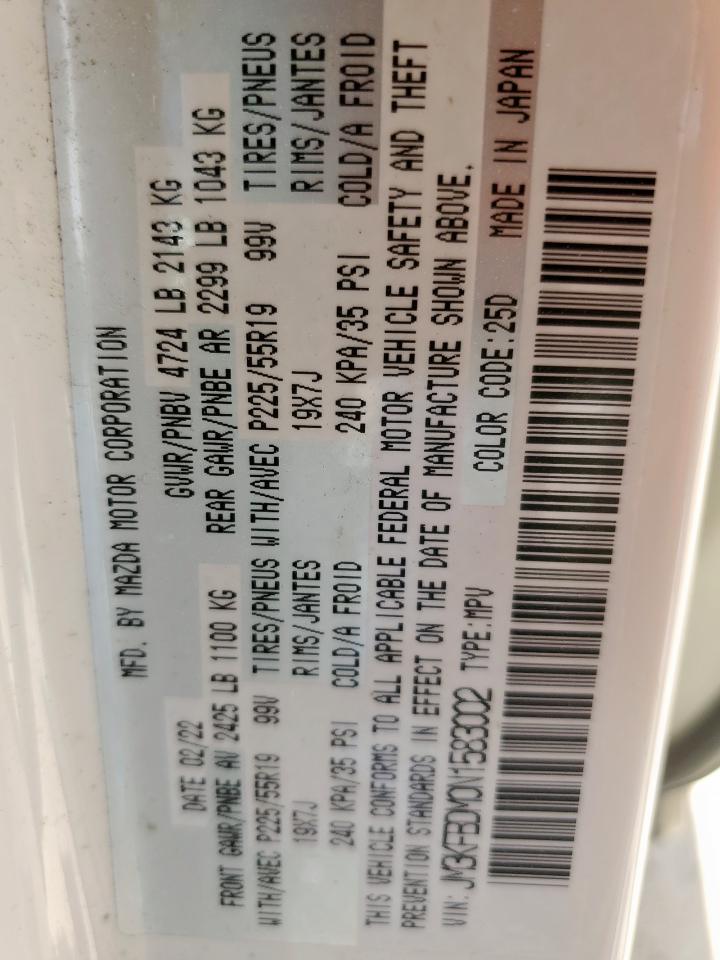 MFD. BY MAZDA MOTOR CORPORATION
DATE 02/22 GVWR/PNBV 4724 LB 2143 KG
FRONT GAWR/PNBE AV 2425 LB 1100 KG REAR GAWR/PNBE AR 2299 LB 1043 KG
WITH/AVEC P225/55R19 99V TIRES/PNEUS WITH/AVEC P225/55R19 99V TIRES/PNEUS
19X7J RIMS/JANTES 19X7J RIMS/JANTES
240 KPA/35 PSI COLD/A FROID 240 KPA/35 PSI COLD/A FROID
THIS VEHICLE CONFORMS TO ALL APPLICABLE FEDERAL MOTOR VEHICLE SAFETY AND THEFT
PREVENTION STANDARDS IN EFFECT ON THE DATE OF MANUFACTURE SHOWN ABOVE.
VIN: JM3KFBDM0N1583002 TYPE:MPV COLOR CODE:25D MADE IN JAPAN